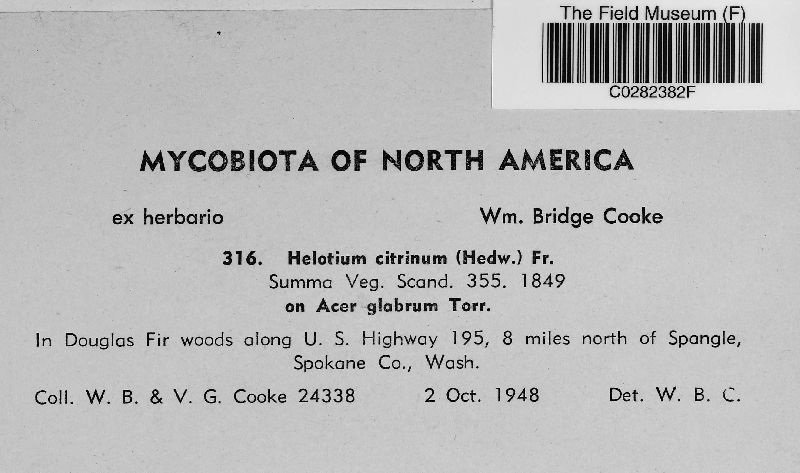 The Field Museum (F)
C0282382F
MYCOBIOTA OF NORTH AMERICA
ex herbario Wm. Bridge Cooke
316. Helotium citrinum (Hedw.) Fr.
Summa Veg. Scand. 355. 1849
on Acer glabrum Torr.
In Douglas Fir woods along U. S. Highway 195, 8 miles north of Spangle,
Spokane Co., Wash.
Coll. W. B. & V. G. Cooke 24338 2 Oct. 1948 Det. W. B. C.